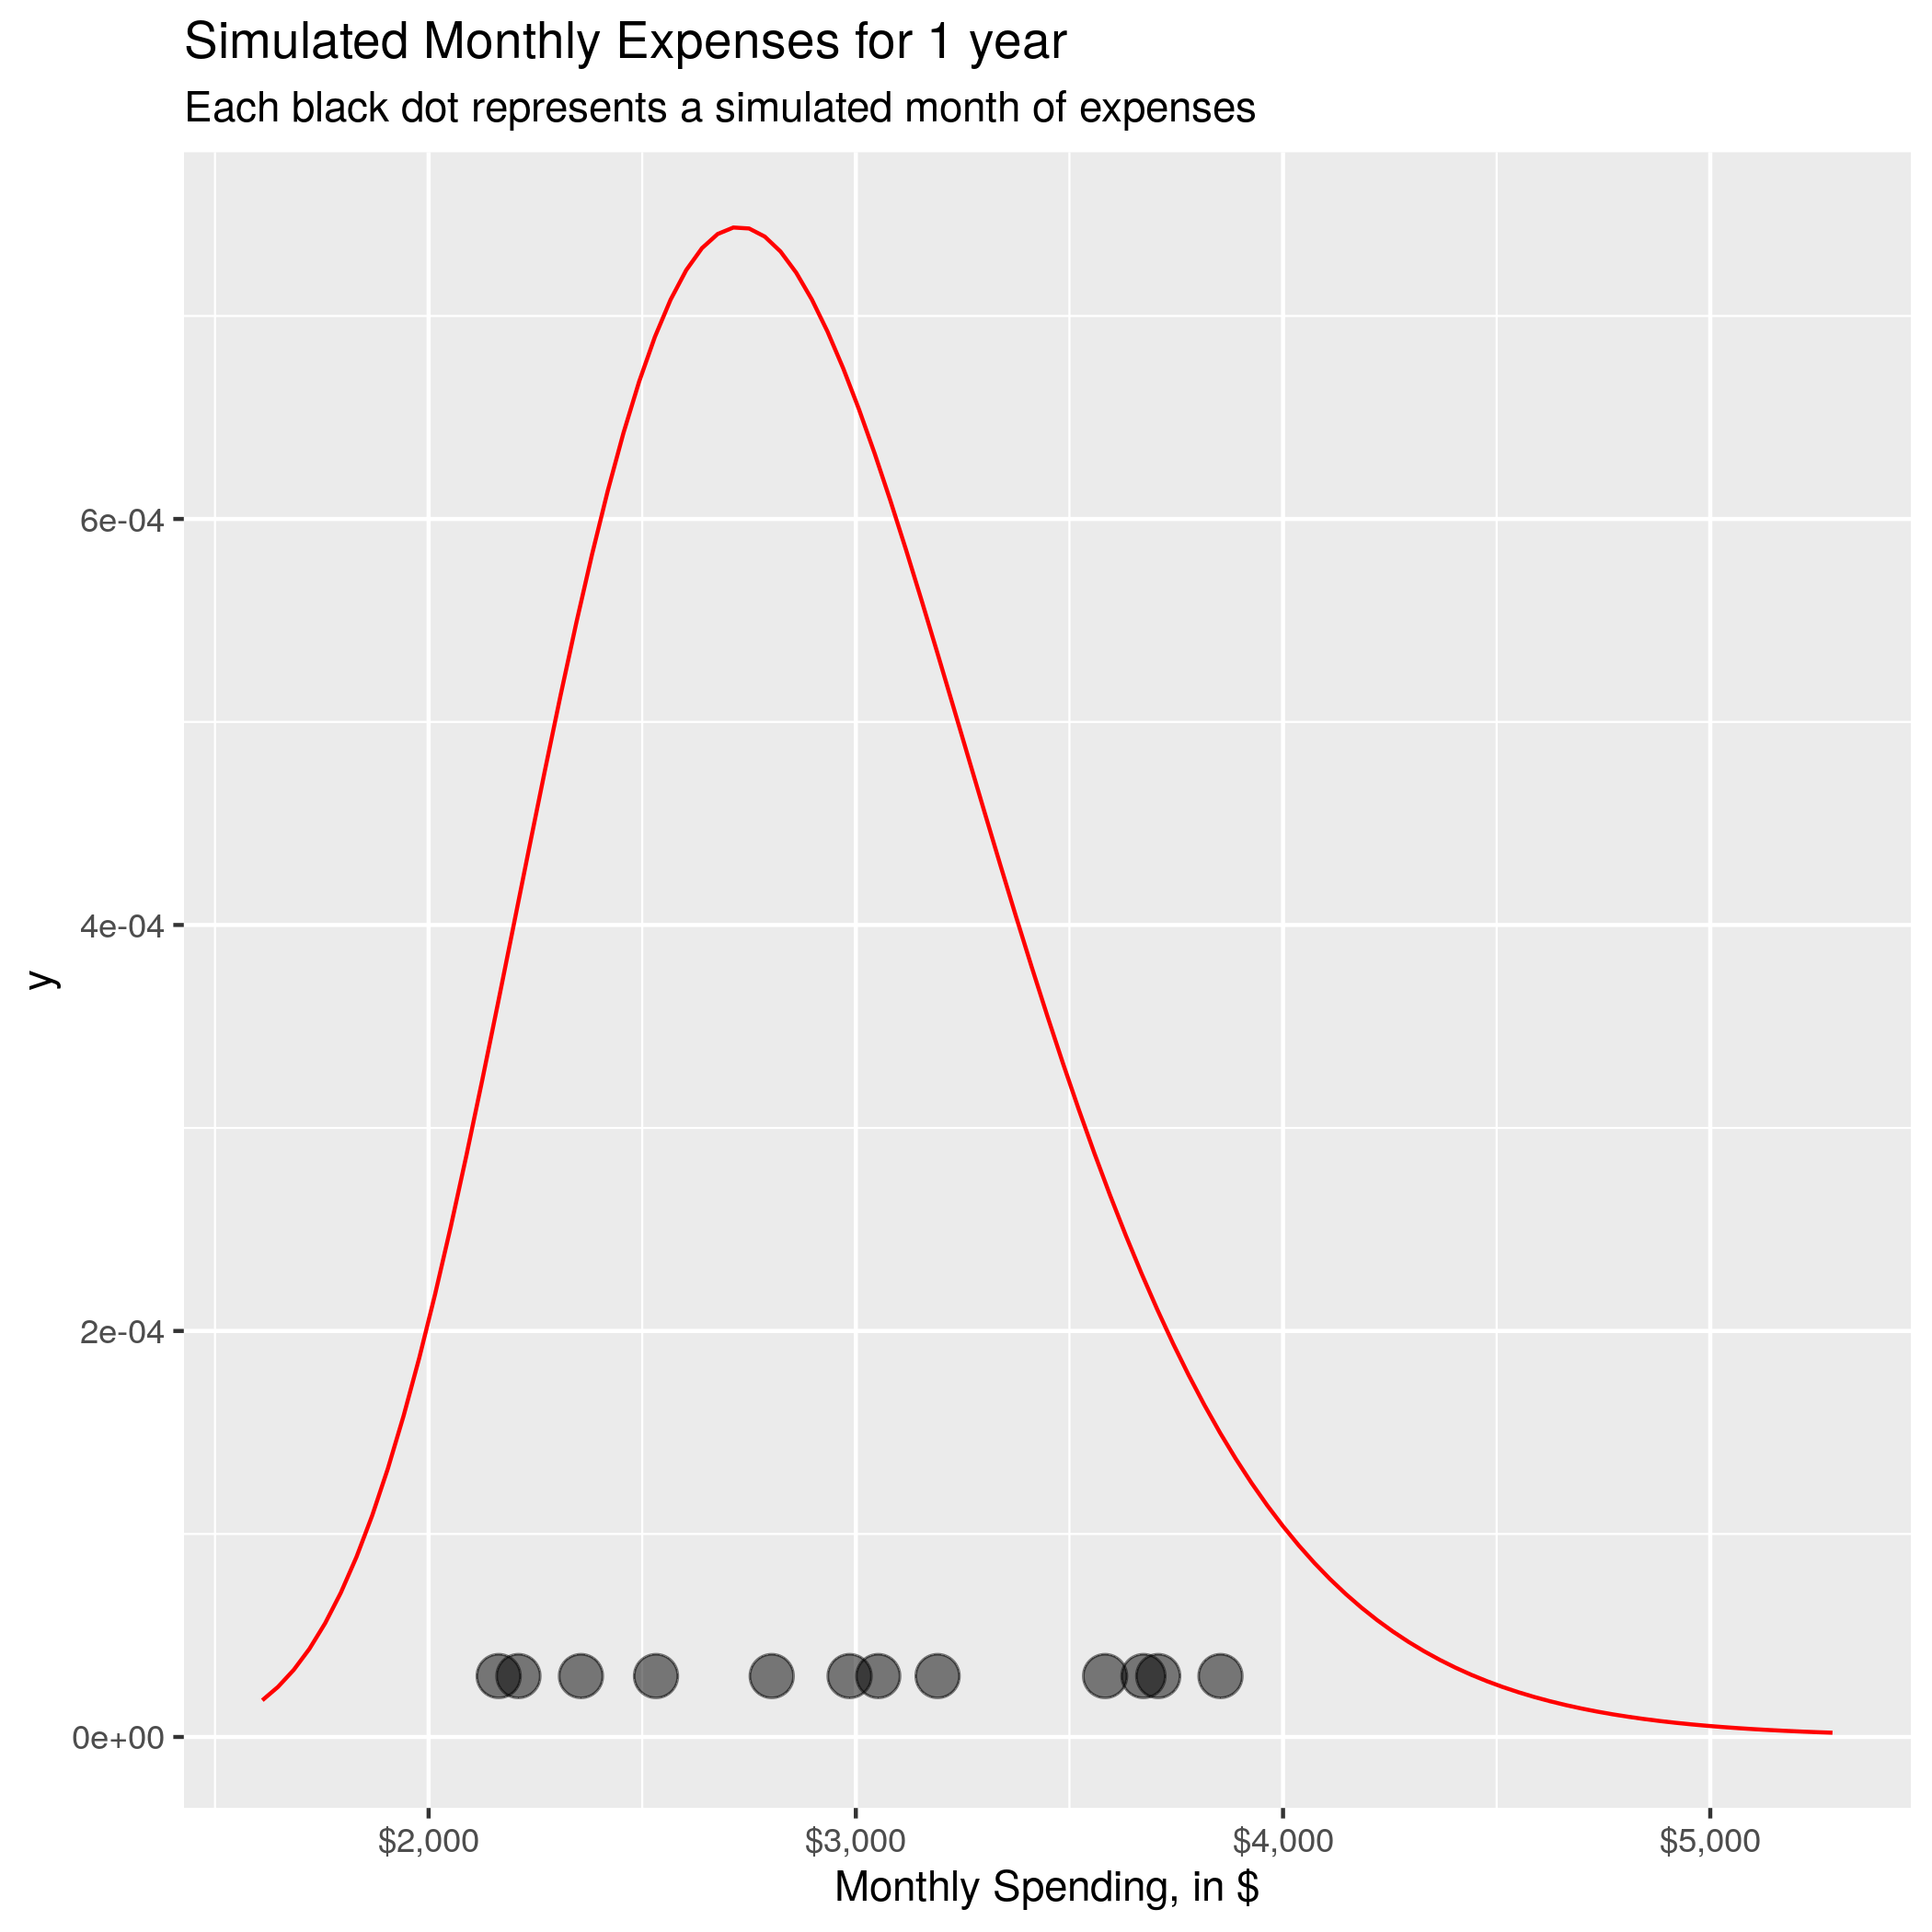 Simulated Monthly Expenses for 1 year
Each black dot represents a simulated month of expenses
y
6e-04
4e-04
2e-04
0e+00
$2,000 $3,000 $4,000 $5,000
Monthly Spending, in $